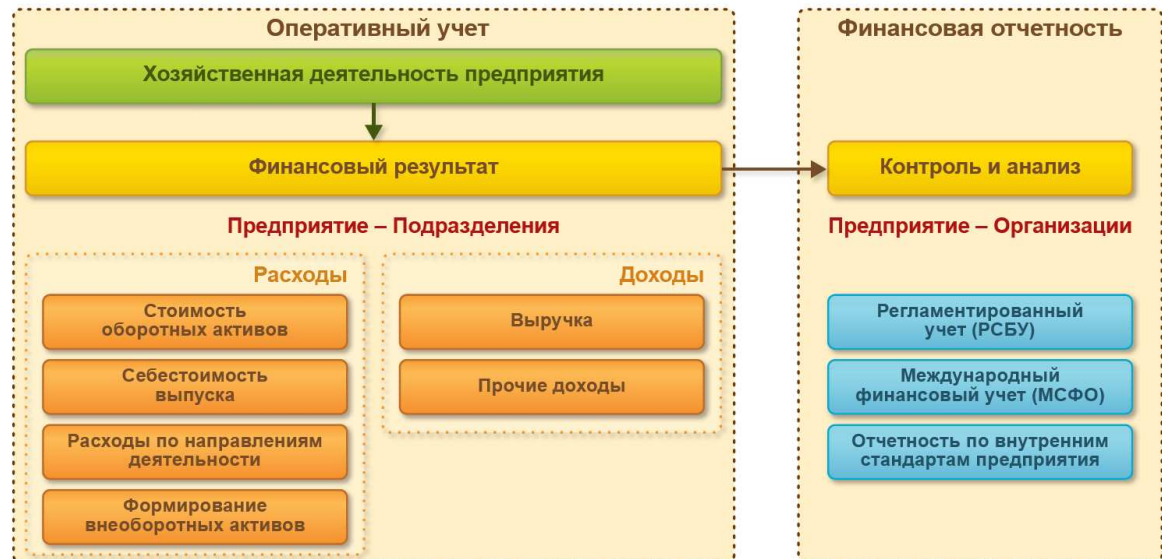 Оперативный учет
Хозяйственная деятельность предприятия
Финансовый результат
Предприятие – Подразделения
Расходы
Стоимость
оборотных активов
Себестоимость
выпуска
Расходы по направлениям
деятельности
Формирование
внеоборотных активов
Доходы
Выручка
Прочие доходы
Финансовая отчетность
Контроль и анализ
Предприятие – Организации
Регламентированный
учет (РСБУ)
Международный
финансовый учет (МСФО)
Отчетность по внутренним
стандартам предприятия